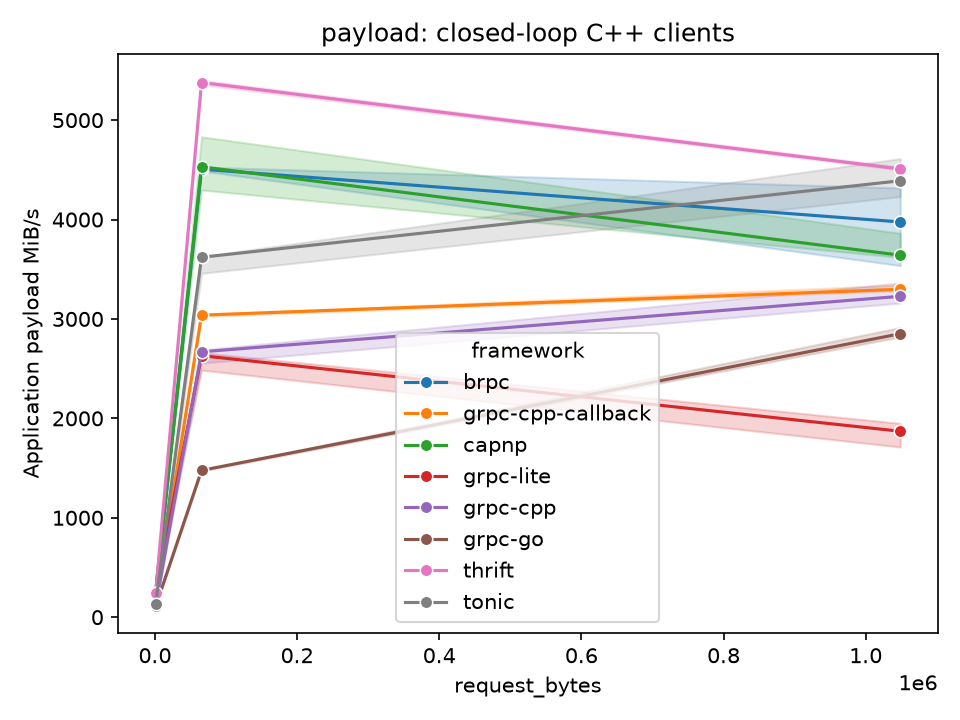 payload: closed-loop C++ clients
Application payload MiB/s
5000
4000
3000
2000
1000
0
framework
brpc
grpc-cpp-callback
capnp
grpc-lite
grpc-cpp
grpc-go
thrift
tonic
0.0 0.2 0.4 0.6 0.8 1.0
1e6
request_bytes